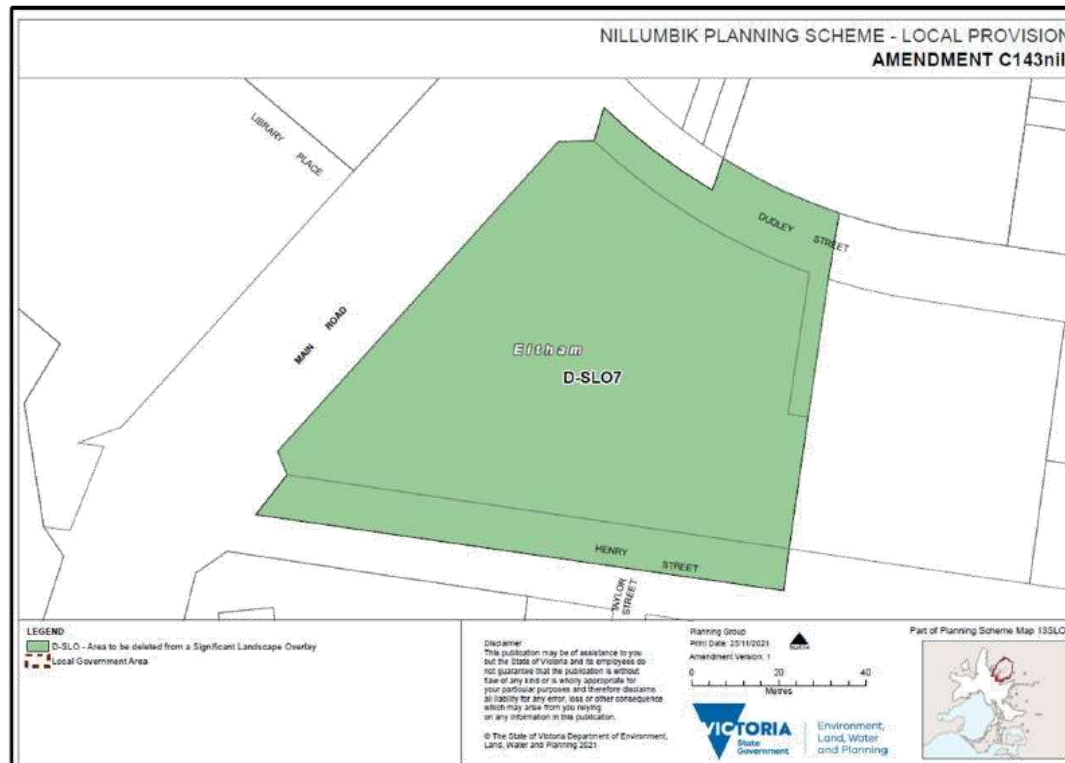 NILLUMBIK PLANNING SCHEME - LOCAL PROVISION
AMENDMENT C143nil
LIBRARY PLACE
DUDLEY STREET
MAIN ROAD
Eltham
D-SLO7
HENRY STREET
TAYLOR
STREET
LEGEND
D-SLO - Area to be deleted from a Significant Landscape Overlay
Local Government Area
Disclaimer
This publication may be of assistance to you
but the State of Victoria and its employees do
not guarantee that the publication is without
flaw of any kind or is wholly appropriate for
your particular purposes and therefore disclaims
all liability for any error, loss or other consequence
which may arise from you relying
on any information in this publication.
© The State of Victoria Department of Environment,
Land, Water and Planning 2021
Planning Group
Print Date: 25/11/2021
Amendment Version: 1
NORTH
0 20 40
Metres
VICTORIA
State
Government
Environment,
Land, Water
and Planning
Part of Planning Scheme Map 13SLO